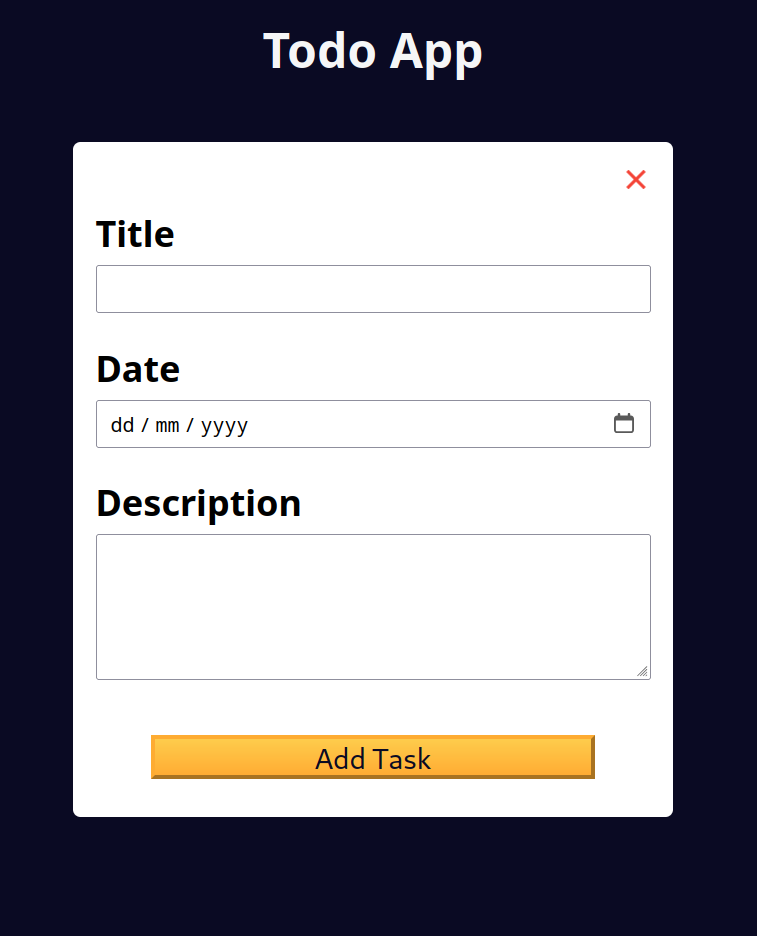 Todo App
Title
Date
dd / mm / yyyy
Description
Add Task